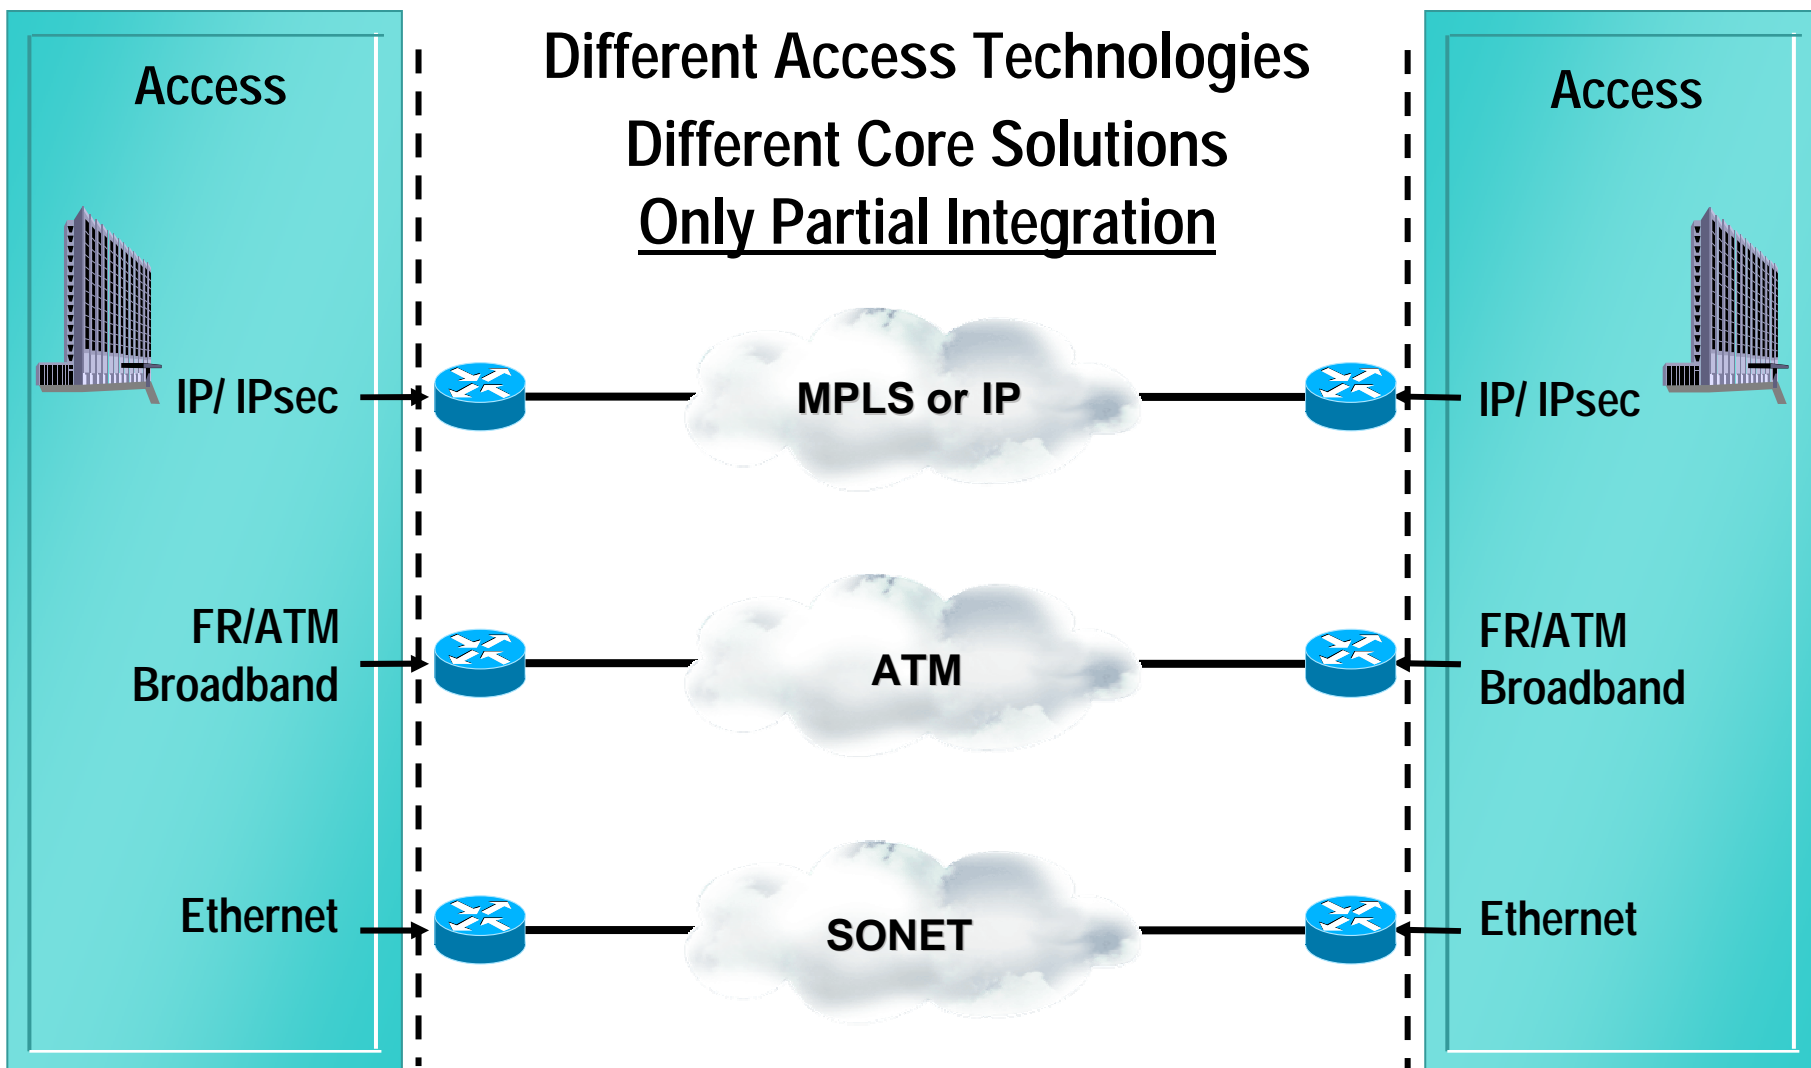 Different Access Technologies
Different Core Solutions
Only Partial Integration
Access
IP/ IPsec
FR/ATM
Broadband
Ethernet
MPLS or IP
ATM
SONET
Access
IP/ IPsec
FR/ATM
Broadband
Ethernet